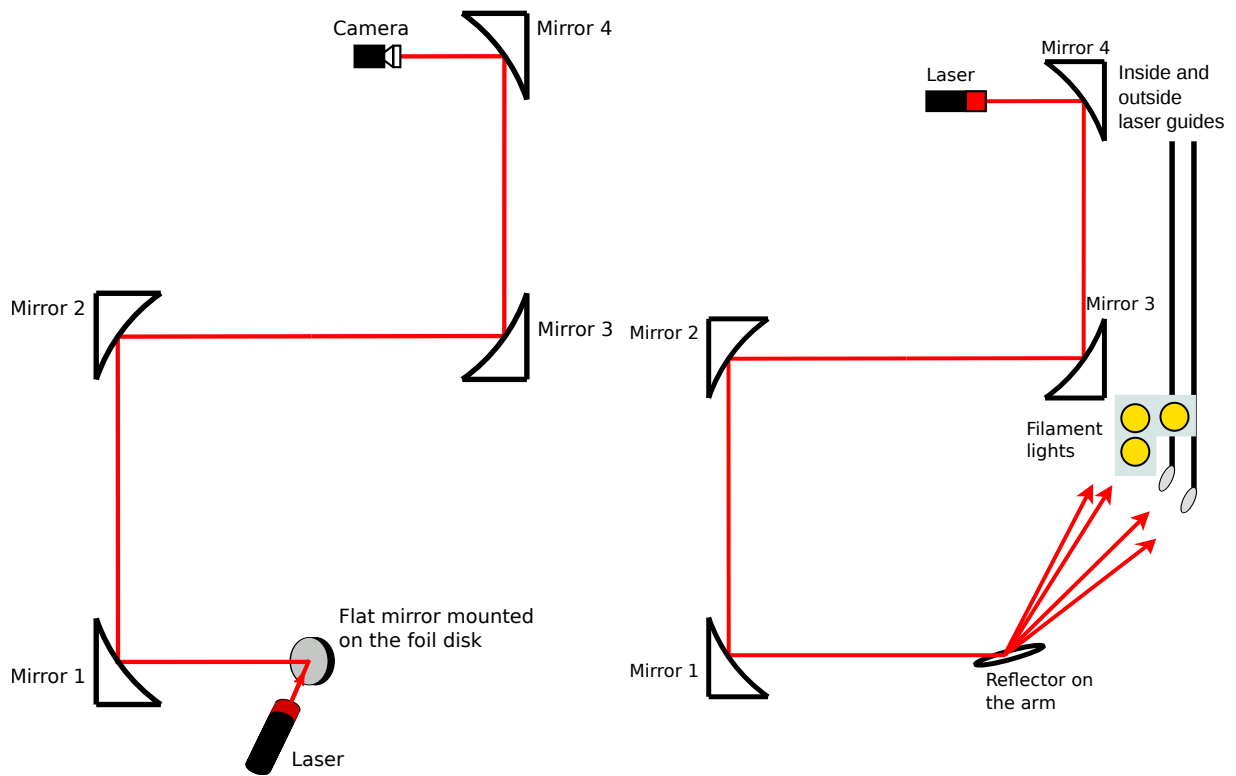 Camera
Mirror 4
Mirror 2
Mirror 3
Flat mirror mounted
on the foil disk
Mirror 1
Laser
Mirror 4
Laser
Inside and
outside
laser guides
Mirror 3
Mirror 2
Filament
lights
Mirror 1
Reflector on
the arm